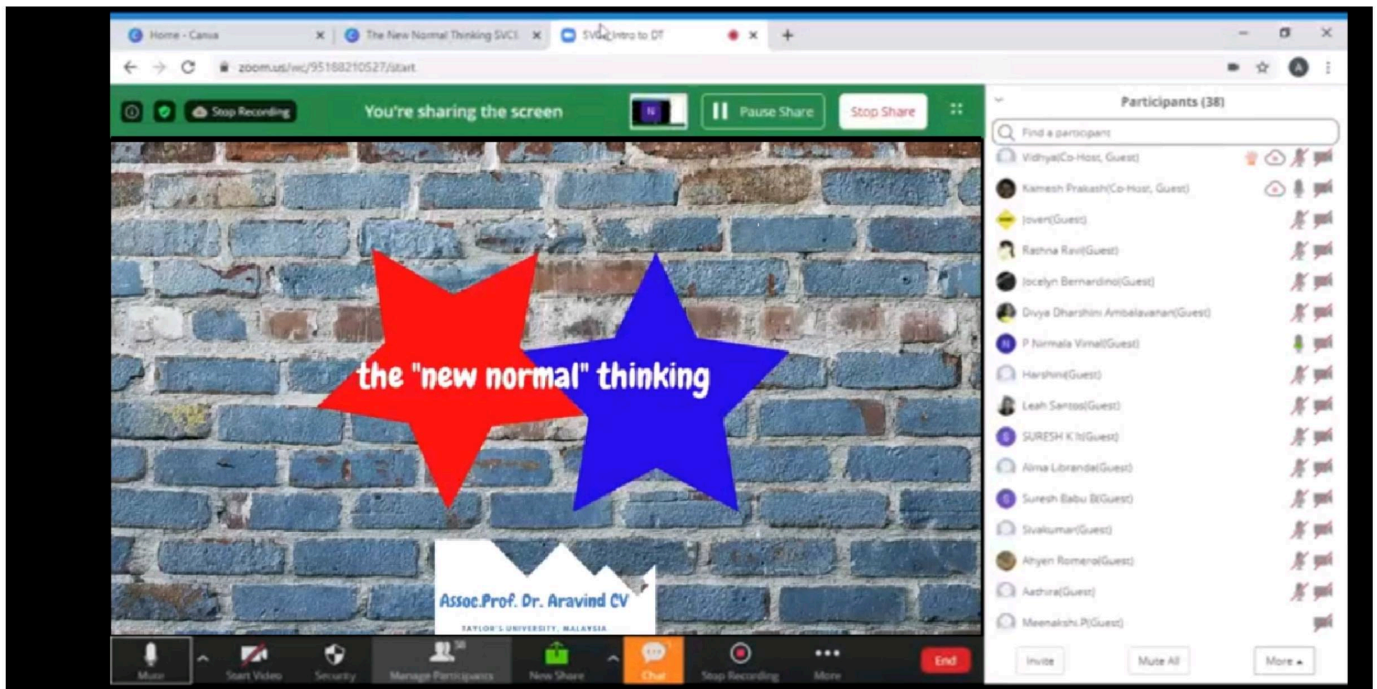 Home - Canva
The New Normal Thinking SVCE
Intro to DT
zoom.us/wc/95188210527/start
Stop Recording
You're sharing the screen
N
Pause Share
Stop Share
Participants (38)
Find a participant
A
Vidhya(Co-Host, Guest)
Kamesh Prakash(Co-Host, Guest)
Joven(Guest)
Rathna Ravi(Guest)
Jocelyn Bernardino(Guest)
Divya Dharshini Ambalavanan(Guest)
N P Nirmala Vimal(Guest)
Harshini(Guest)
Leah Santos(Guest)
S SURESH K It(Guest)
Alma Libranda(Guest)
S Suresh Babu B(Guest)
Sivakumar(Guest)
Ahyen Romero(Guest)
Aathira(Guest)
Meenakshi.P(Guest)
the "new normal" thinking
Assoc.Prof. Dr. Aravind CV
TAYLOR'S UNIVERSITY, MALAYSIA
Mute
Start Video
Security
38
Manage Participants
New Share
Chat
Stop Recording
More
End
Invite
Mute All
More